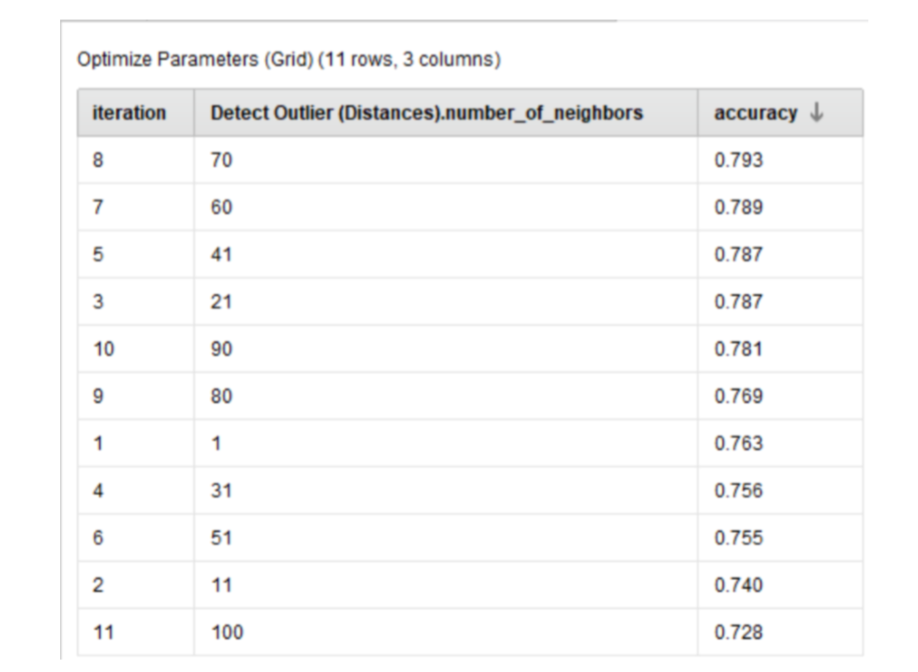 Optimize Parameters (Grid) (11 rows, 3 columns)
iteration Detect Outlier (Distances).number_of_neighbors accuracy ↓
8 70 0.793
7 60 0.789
5 41 0.787
3 21 0.787
10 90 0.781
9 80 0.769
1 1 0.763
4 31 0.756
6 51 0.755
2 11 0.740
11 100 0.728